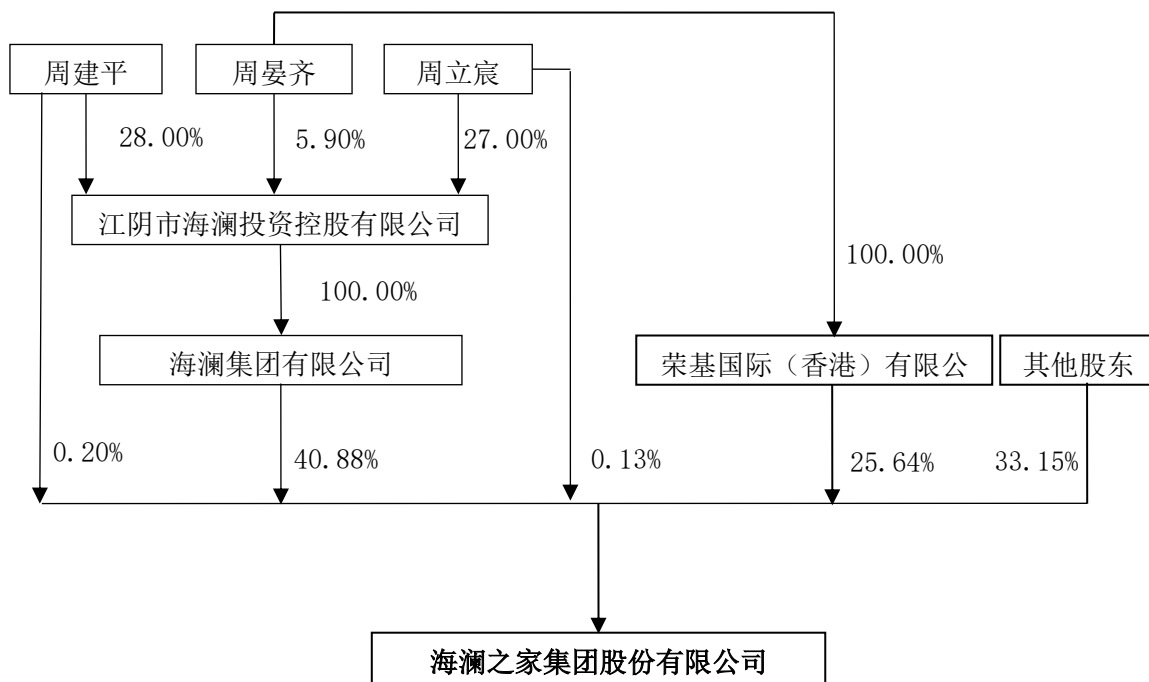 周建平
周晏齐
周立宸
28.00%
5.90%
27.00%
江阴市海澜投资控股有限公司
100.00%
100.00%
海澜集团有限公司
荣基国际（香港）有限公
其他股东
0.20%
40.88%
0.13%
25.64%
33.15%
海澜之家集团股份有限公司